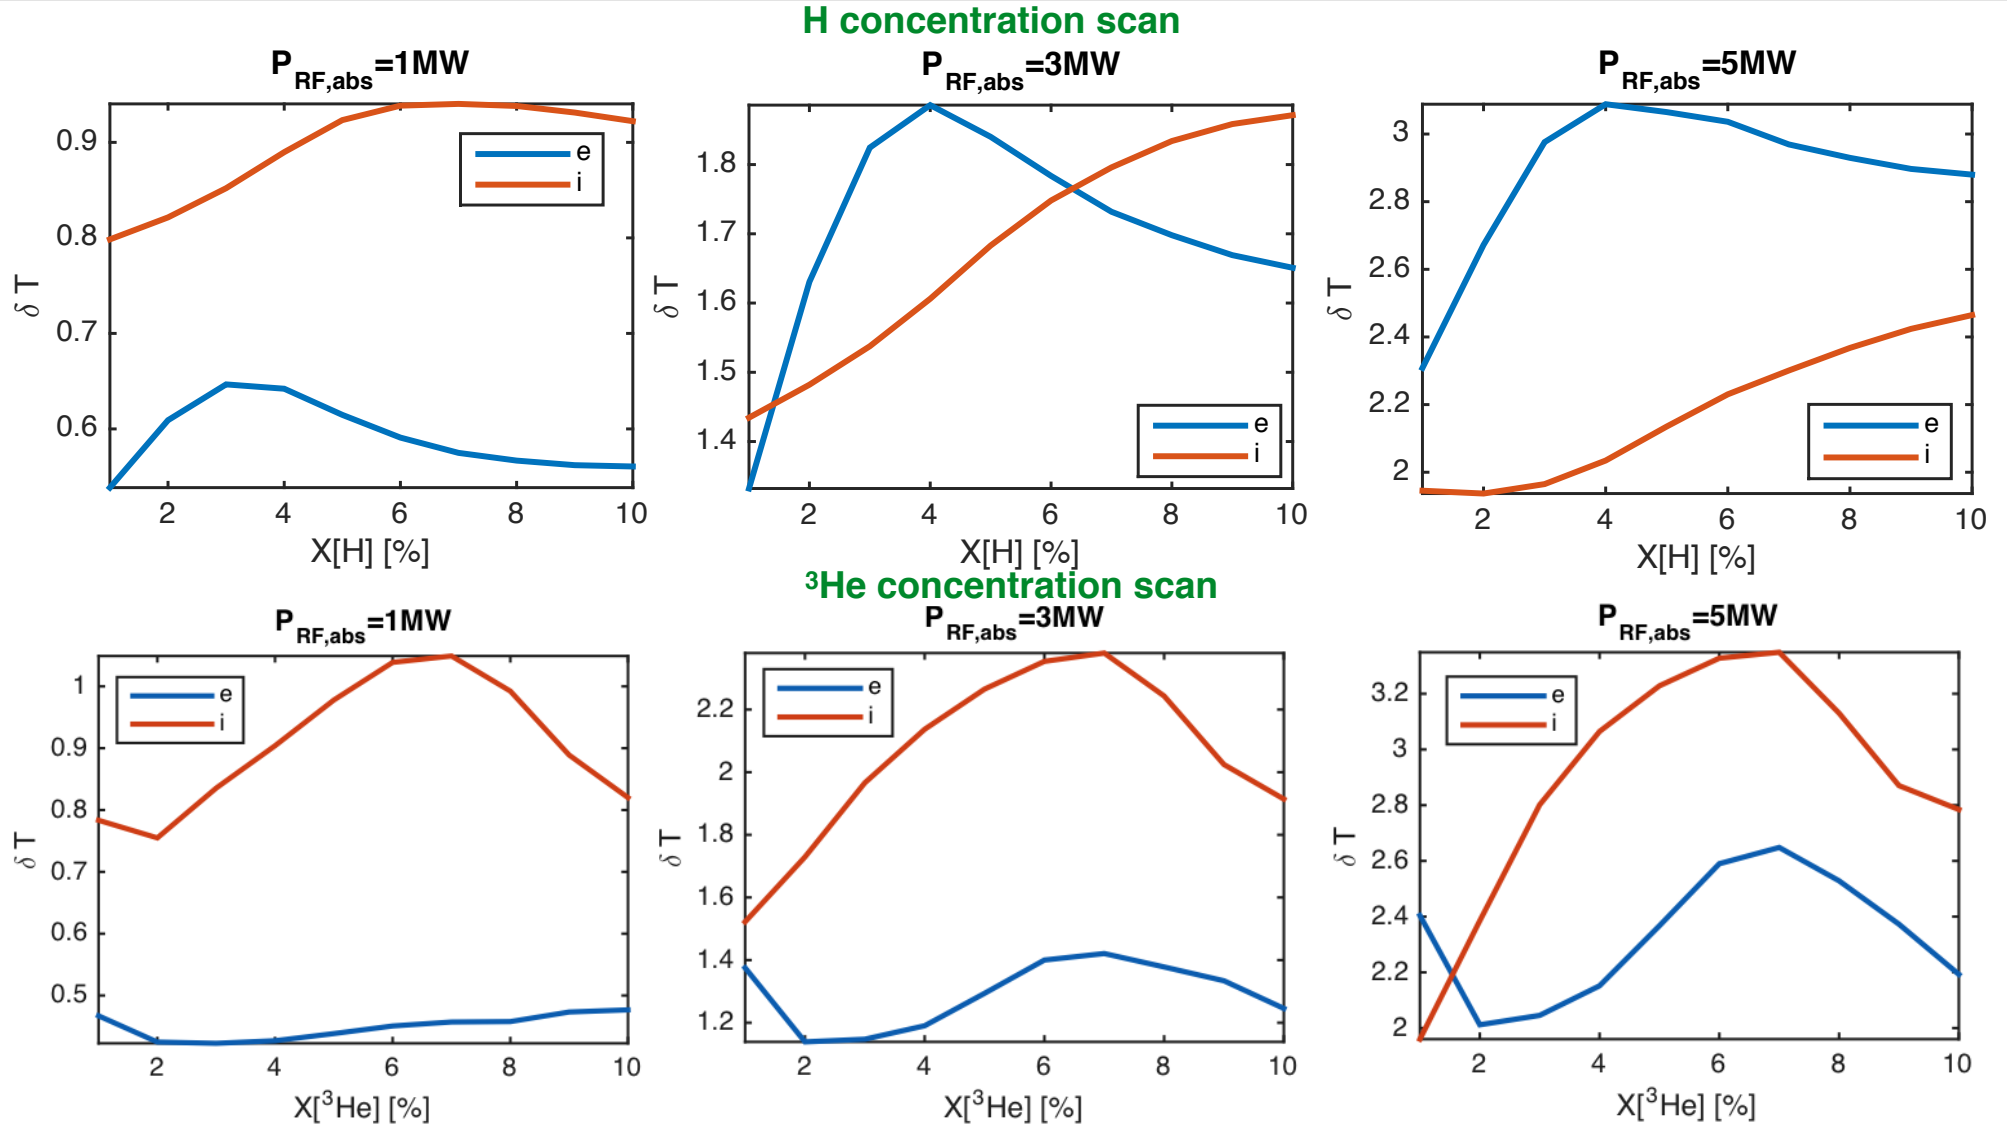 H concentration scan
P RF,abs=1MW
0.9
0.8
0.7
0.6
δ T
2 4 6 8 10
X[H] [%]
e
i
P RF,abs=3MW
1.8
1.7
1.6
1.5
1.4
δ T
2 4 6 8 10
X[H] [%]
e
i
P RF,abs=5MW
3
2.8
2.6
2.4
2.2
2
δ T
2 4 6 8 10
X[H] [%]
e
i
³He concentration scan
P RF,abs=1MW
1
0.9
0.8
0.7
0.6
0.5
δ T
2 4 6 8 10
X[³He] [%]
e
i
P RF,abs=3MW
2.2
2
1.8
1.6
1.4
1.2
δ T
2 4 6 8 10
X[³He] [%]
e
i
P RF,abs=5MW
3.2
3
2.8
2.6
2.4
2.2
2
δ T
2 4 6 8 10
X[³He] [%]
e
i